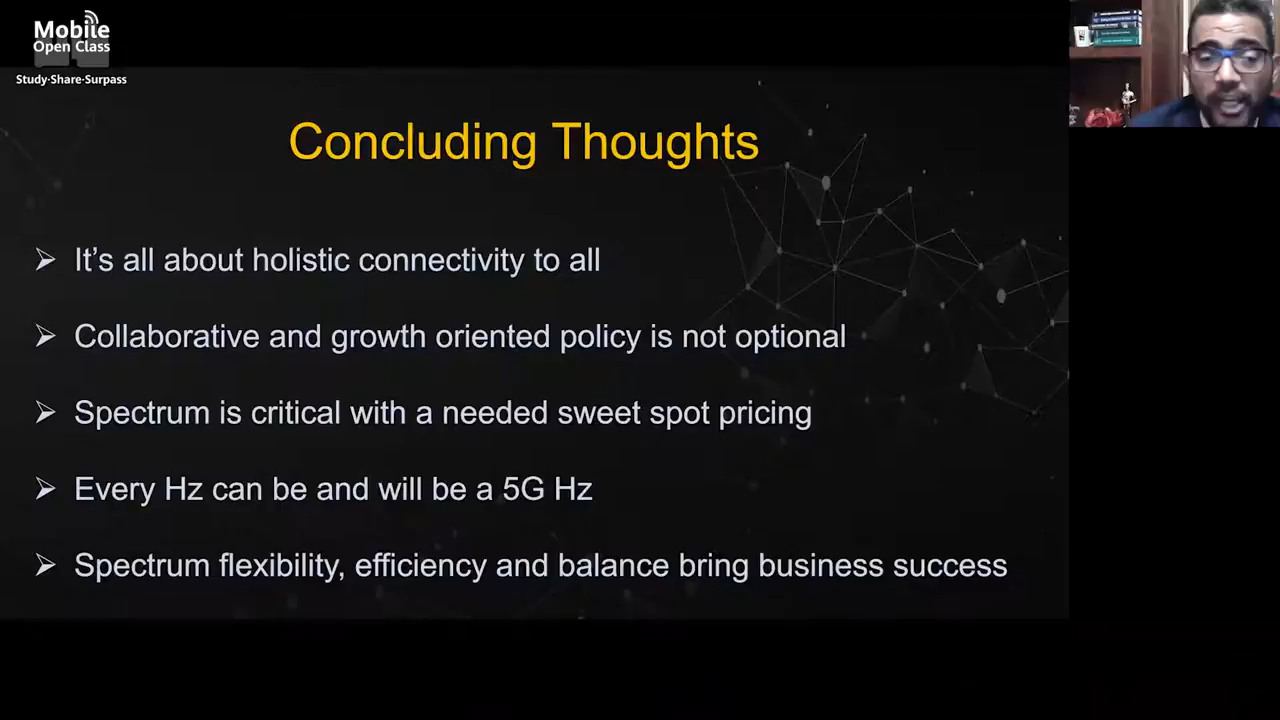 Mobile
Open Class
Study·Share·Surpass
Concluding Thoughts
It’s all about holistic connectivity to all
Collaborative and growth oriented policy is not optional
Spectrum is critical with a needed sweet spot pricing
Every Hz can be and will be a 5G Hz
Spectrum flexibility, efficiency and balance bring business success